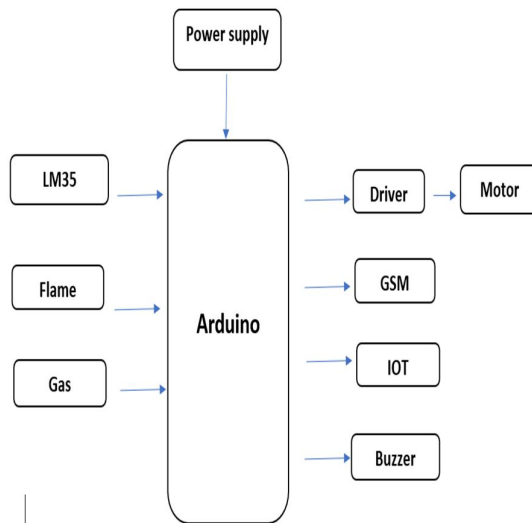 Power supply
LM35
Flame
Gas
Arduino
Driver
Motor
GSM
IOT
Buzzer